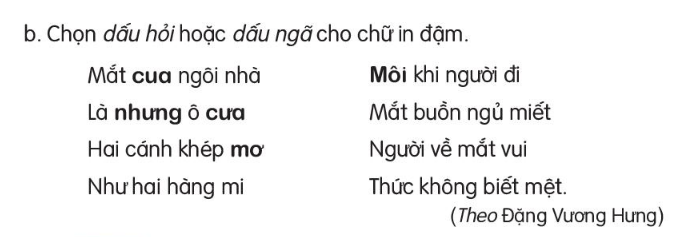 b. Chọn dấu hỏi hoặc dấu ngã cho chữ in đậm.
Mắt cua ngôi nhà
Là nhưng ô cưa
Hai cánh khép mơ
Như hai hàng mi
Môi khi người đi
Mắt buồn ngủ miết
Người về mắt vui
Thức không biết mệt.
(Theo Đặng Vương Hưng)